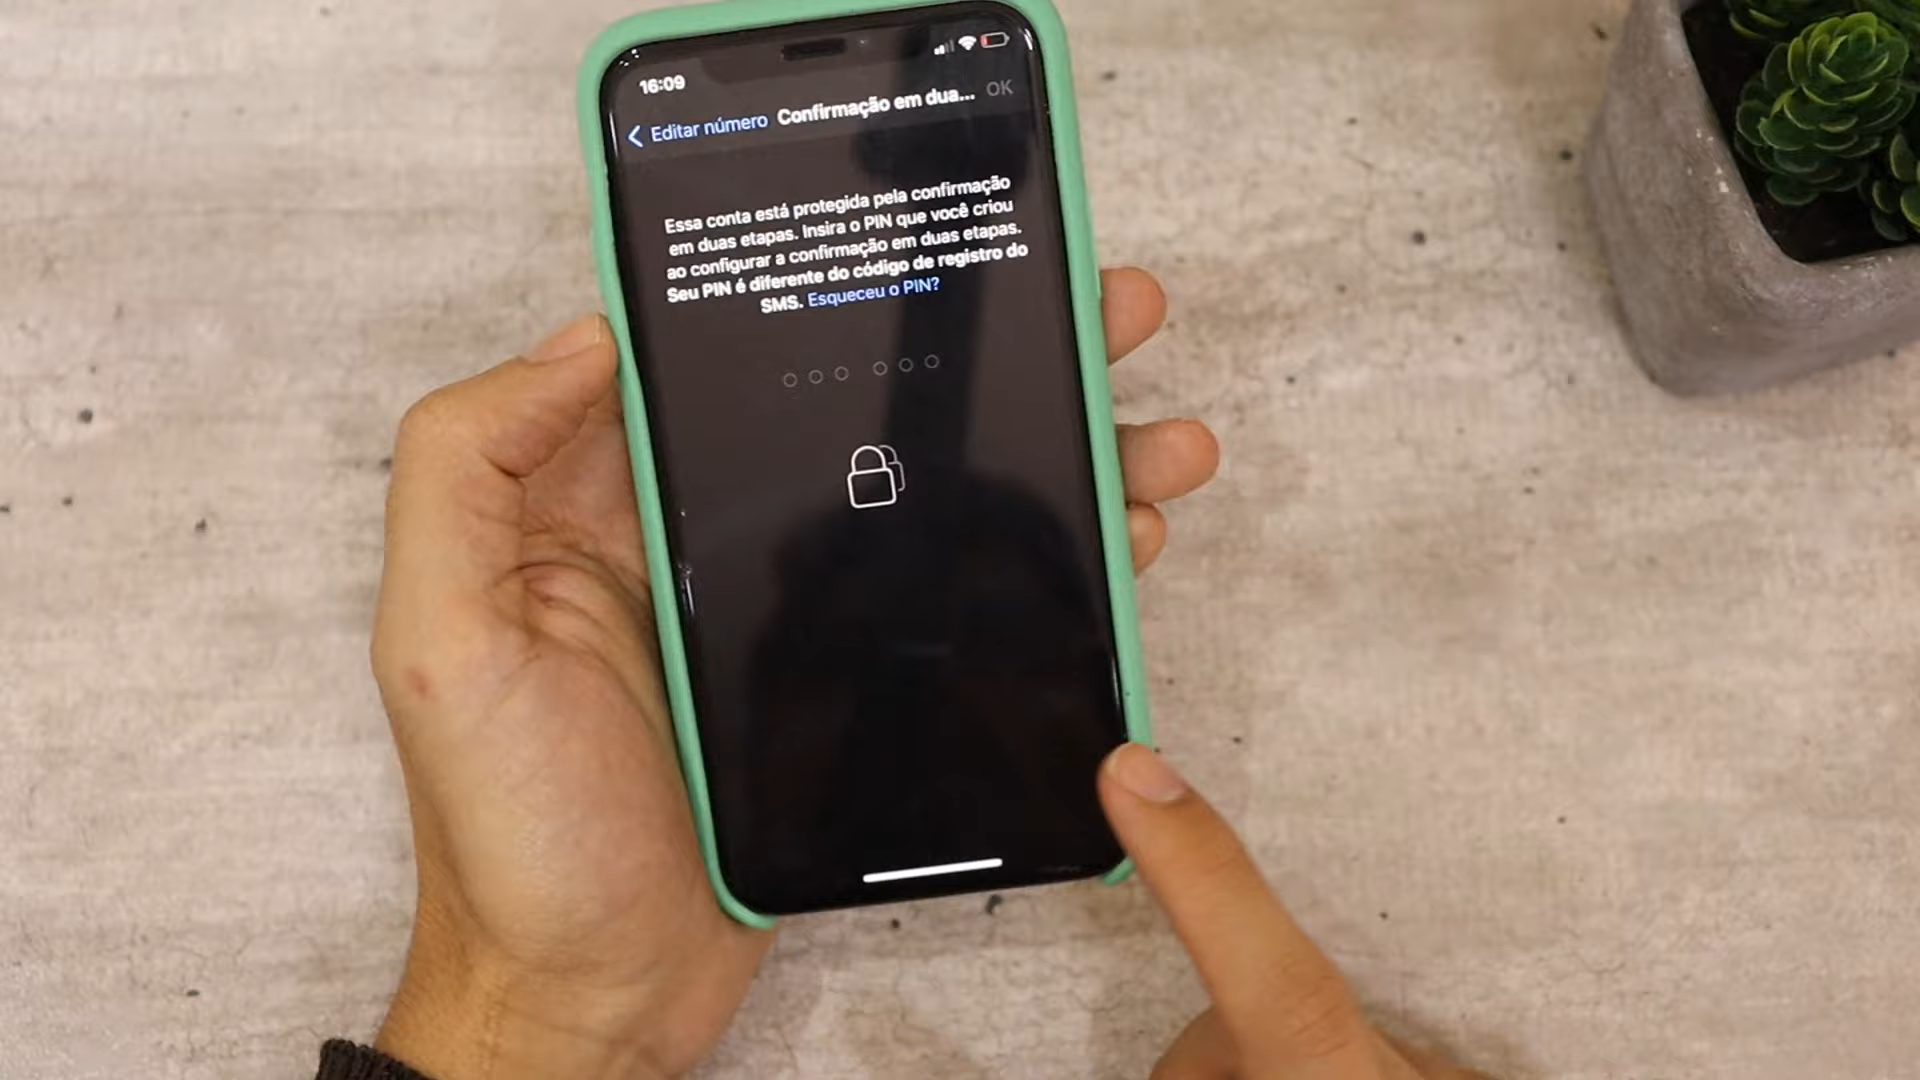 16:09
Editar número Confirmação em dua... OK
Essa conta está protegida pela confirmação
em duas etapas. Insira o PIN que você criou
ao configurar a confirmação em duas etapas.
Seu PIN é diferente do código de registro do
SMS. Esqueceu o PIN?